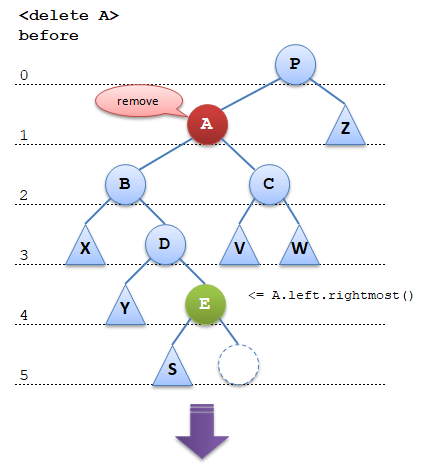 <delete A>
before
P
0
remove
A
Z
1
B
C
2
X
D
V
W
3
Y
E
<= A.left.rightmost()
4
S
5